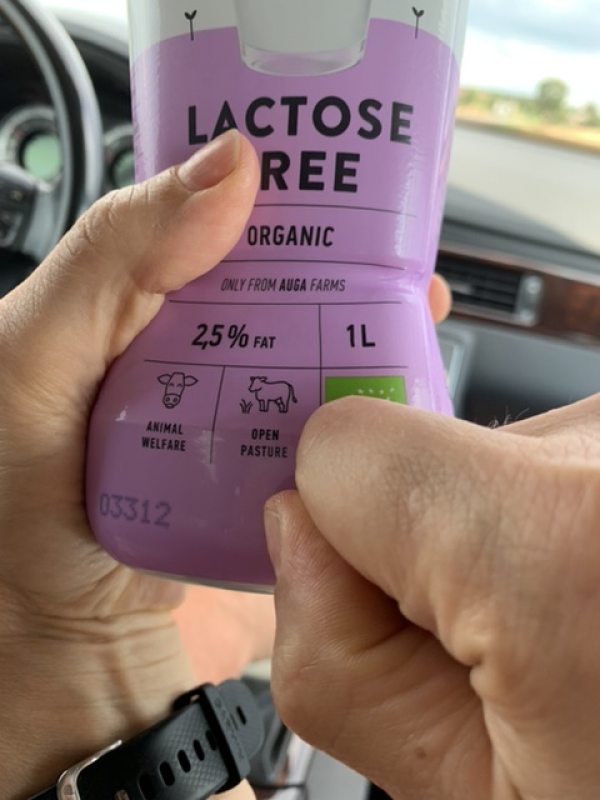 LACTOSE
REE
ORGANIC
ONLY FROM AUGA FARMS
2,5% FAT
1L
ANIMAL
WELFARE
OPEN
PASTURE
03312